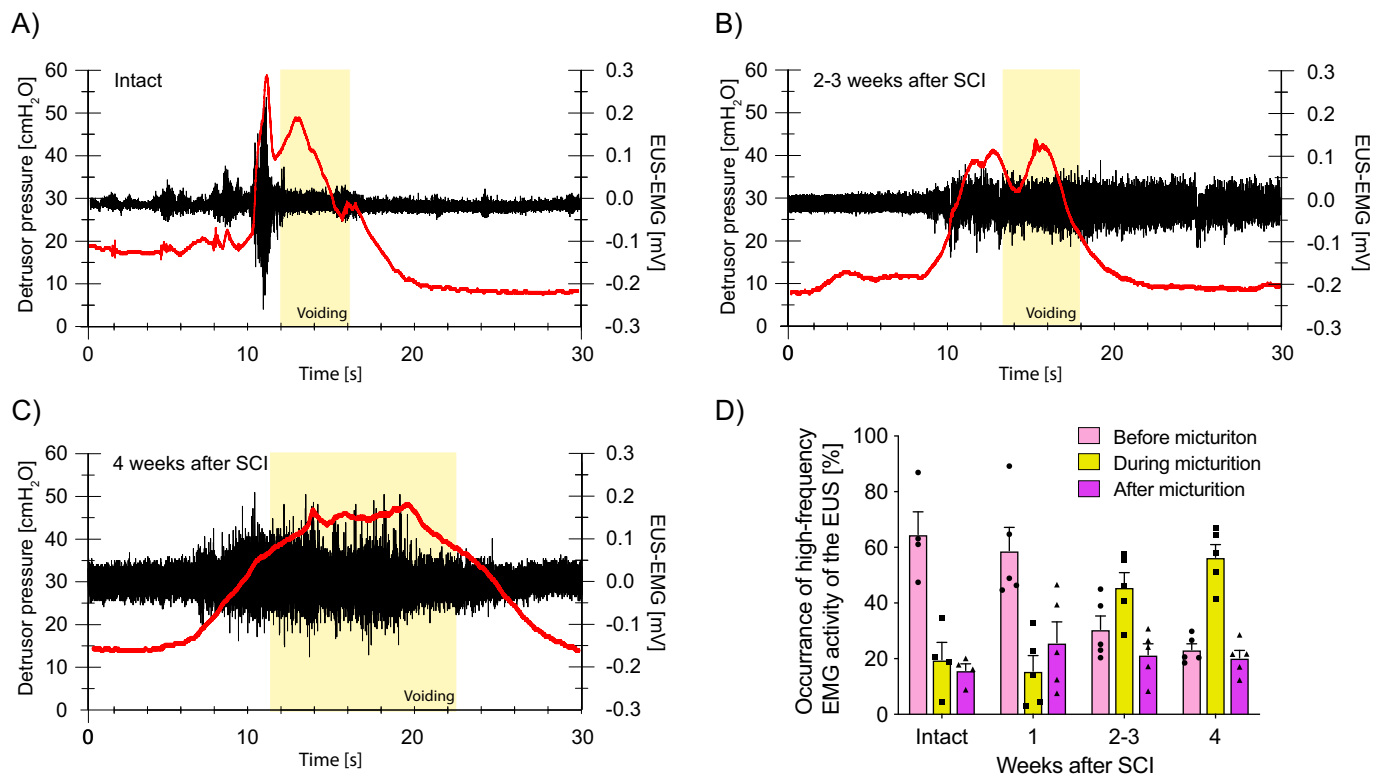 A)
60
50
40
30
20
10
0
Detrusor pressure [cmH2O]
Intact
Voiding
0.3
0.2
0.1
0.0
-0.1
-0.2
-0.3
EUS-EMG [mV]
0
10
20
30
Time [s]
B)
60
50
40
30
20
10
0
Detrusor pressure [cmH2O]
2-3 weeks after SCI
Voiding
0.3
0.2
0.1
0.0
-0.1
-0.2
-0.3
EUS-EMG [mV]
0
10
20
30
Time [s]
C)
60
50
40
30
20
10
0
Detrusor pressure [cmH2O]
4 weeks after SCI
Voiding
0.3
0.2
0.1
0.0
-0.1
-0.2
-0.3
EUS-EMG [mV]
0
10
20
30
Time [s]
D)
Occurrance of high-frequency
EMG activity of the EUS [%]
100
80
60
40
20
0
Before micturiton
During micturition
After micturition
Intact
1
2-3
4
Weeks after SCI